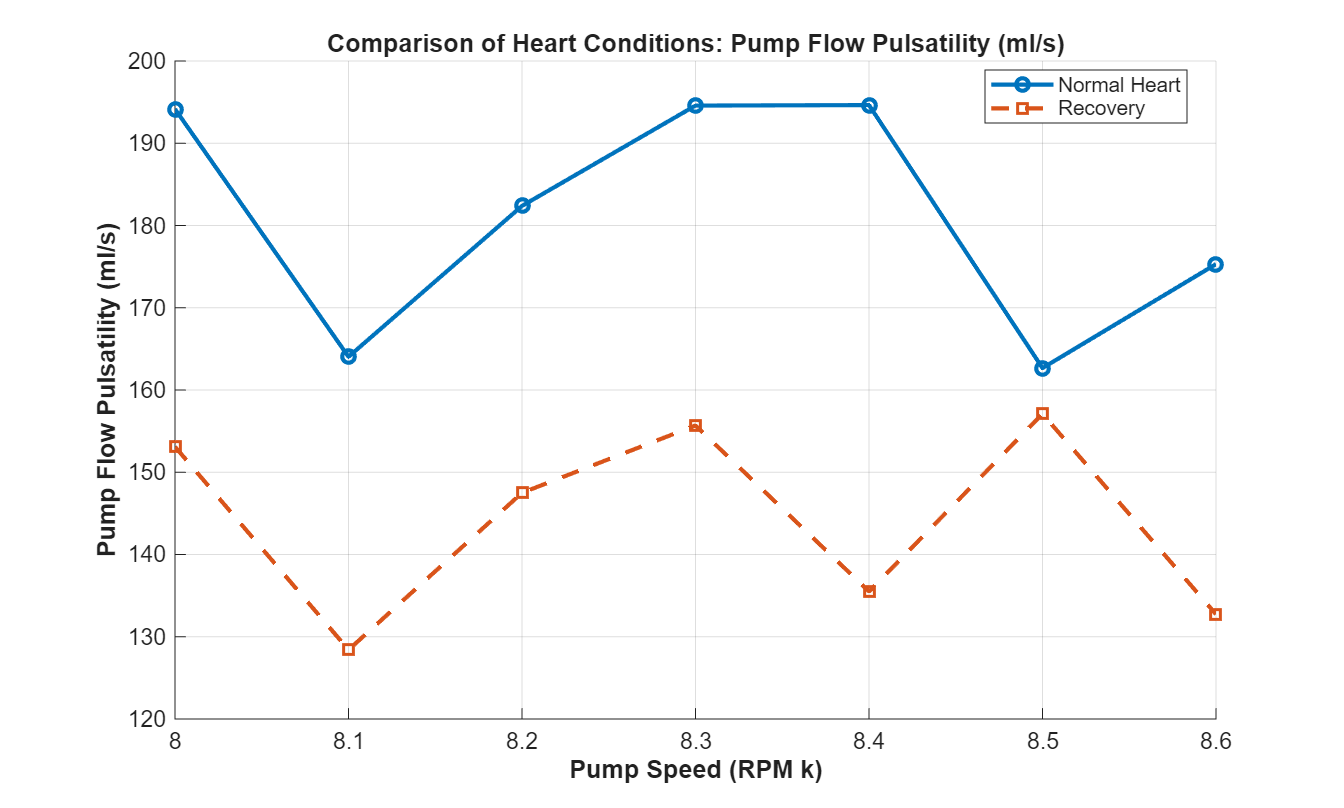 Comparison of Heart Conditions: Pump Flow Pulsatility (ml/s)
Normal Heart
Recovery
Pump Flow Pulsatility (ml/s)
200
190
180
170
160
150
140
130
120
8 8.1 8.2 8.3 8.4 8.5 8.6
Pump Speed (RPM k)